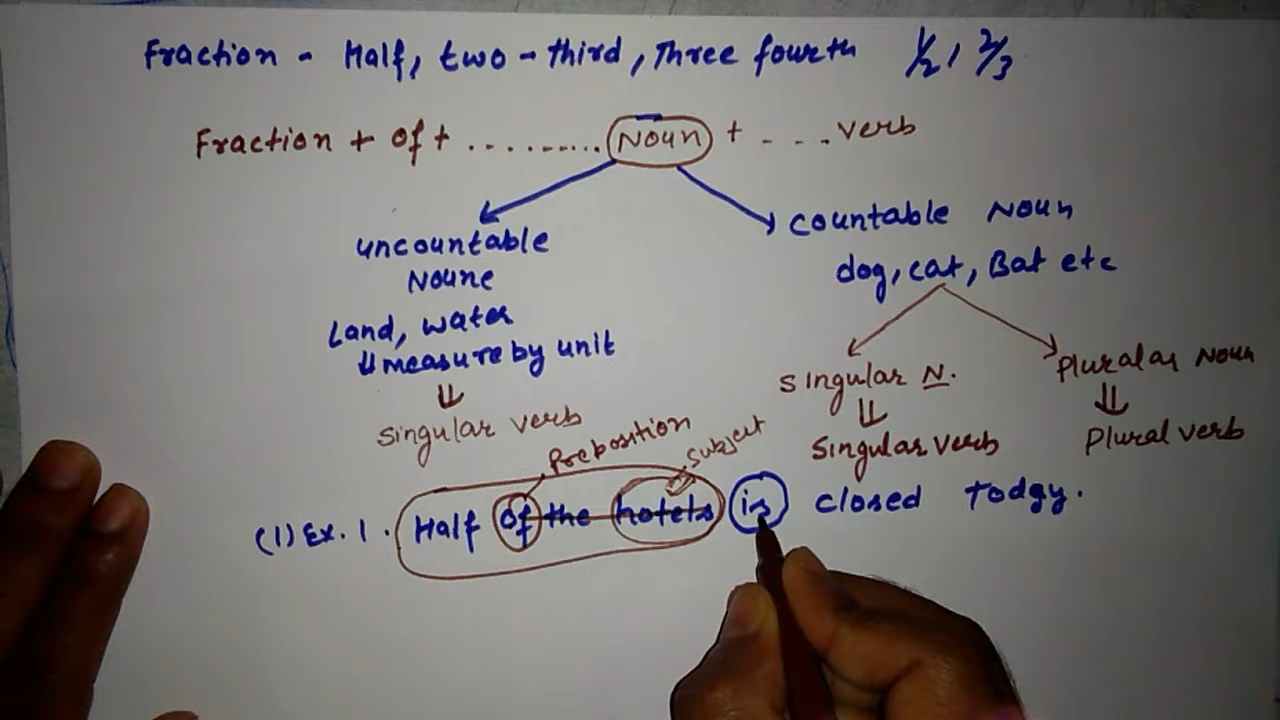 Fraction - Half, two-third, Three fourth 1/2, 2/3
Fraction + of + .......... Noun + - - - verb
uncountable
Noune
Land, water
⇓ measure by unit
⇓
singular verb
countable Noun
dog, cat, Bat etc
singular N.
⇓
Singular verb
Pluralar Noun
⇓
Plural verb
Preposition
subject
(1) Ex. 1. Half of the hotels is closed Today.